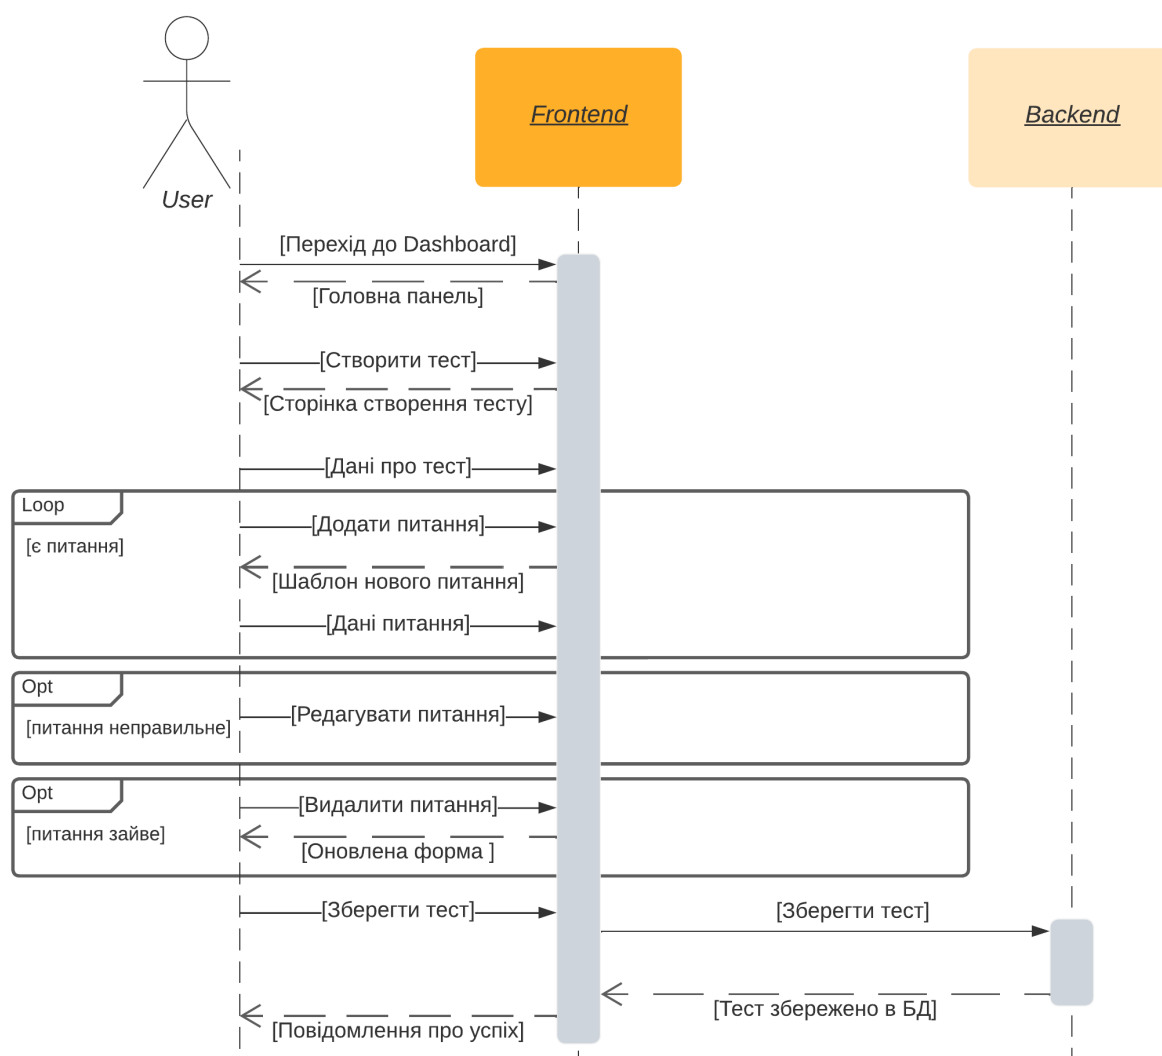 Frontend
Backend
User
[Перехід до Dashboard]
[Головна панель]
[Створити тест]
[Сторінка створення тесту]
[Дані про тест]
Loop
[є питання]
[Додати питання]
[Шаблон нового питання]
[Дані питання]
Opt
[питання неправильне]
[Редагувати питання]
Opt
[питання зайве]
[Видалити питання]
[Оновлена форма ]
[Зберегти тест]
[Зберегти тест]
[Тест збережено в БД]
[Повідомлення про успіх]